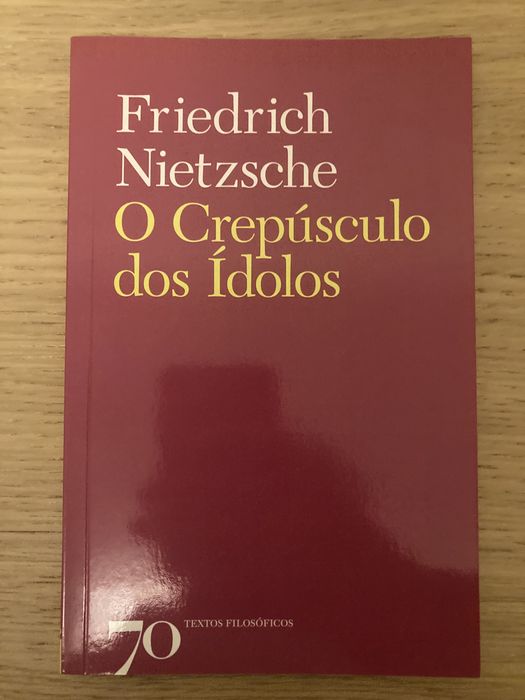 Friedrich
Nietzsche
O Crepúsculo
dos Ídolos
70 TEXTOS FILOSÓFICOS